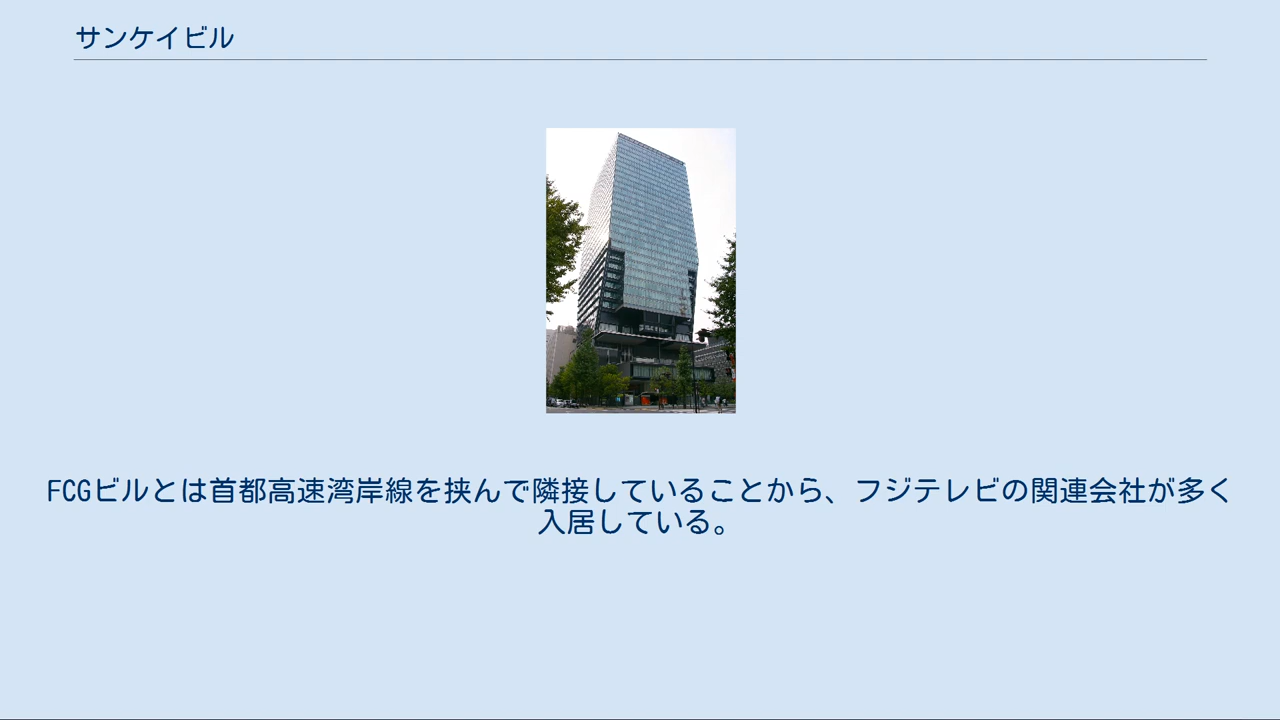 サンケイビル
FCGビルとは首都高速湾岸線を挟んで隣接していることから、フジテレビの関連会社が多く
入居している。